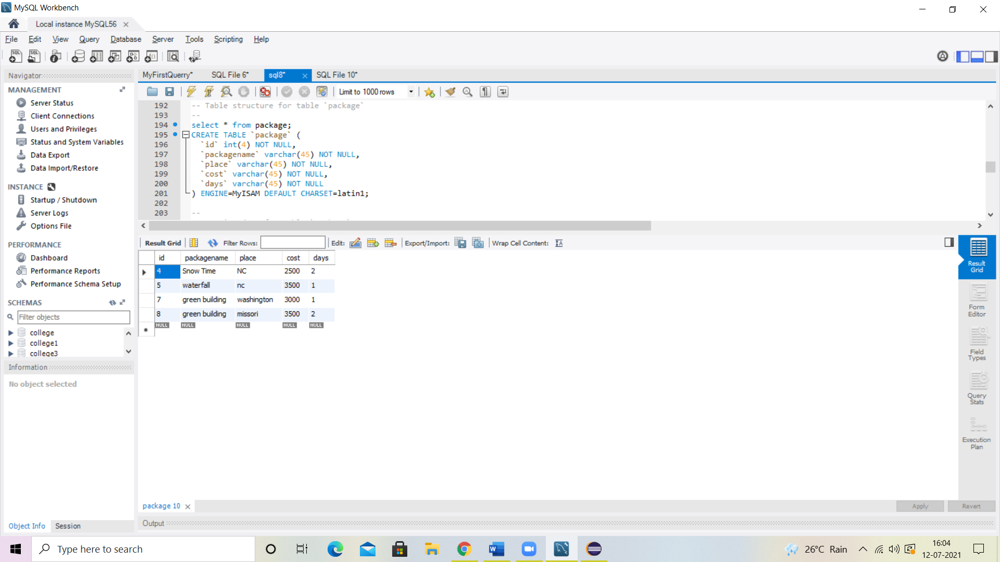 MySQL Workbench
Local instance MySQL56
File Edit View Query Database Server Tools Scripting Help
Navigator
MANAGEMENT
Server Status
Client Connections
Users and Privileges
Status and System Variables
Data Export
Data Import/Restore
INSTANCE
Startup / Shutdown
Server Logs
Options File
PERFORMANCE
Dashboard
Performance Reports
Performance Schema Setup
SCHEMAS
Filter objects
college
college1
college3
Information
No object selected
Object Info Session
MyFirstQuerry* SQL File 6* sql8* SQL File 10*
Limit to 1000 rows
192 -- Table structure for table `package`
193 --
194 select * from package;
195 CREATE TABLE `package` (
196 `id` int(4) NOT NULL,
197 `packagename` varchar(45) NOT NULL,
198 `place` varchar(45) NOT NULL,
199 `cost` varchar(45) NOT NULL,
200 `days` varchar(45) NOT NULL
201 ) ENGINE=MyISAM DEFAULT CHARSET=latin1;
202
203 --
Result Grid Filter Rows: Edit: Export/Import: Wrap Cell Content:
id packagename place cost days
4 Snow Time NC 2500 2
5 waterfall nc 3500 1
7 green building washington 3000 1
8 green building missori 3500 2
NULL NULL NULL NULL NULL
Result
Grid
Form
Editor
Field
Types
Query
Stats
Execution
Plan
package 10
Apply Revert
Output
Type here to search
26°C Rain
16:04
12-07-2021